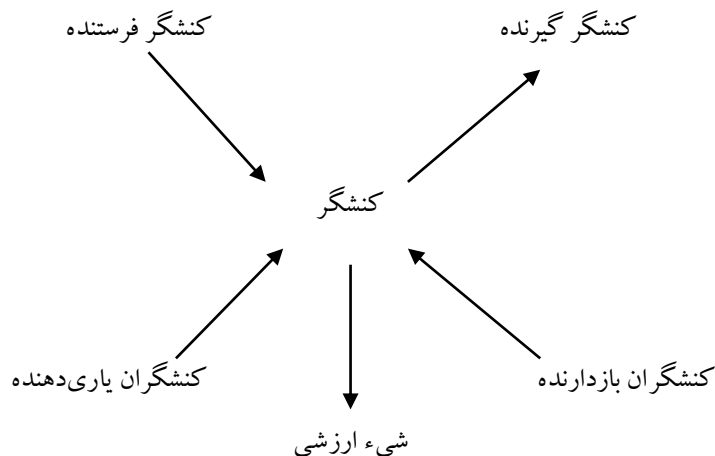 کنشگر گیرنده
کنشگر فرستنده
کنشگر
کنشگران بازدارنده
کنشگران یاری‌دهنده
شیء ارزشی